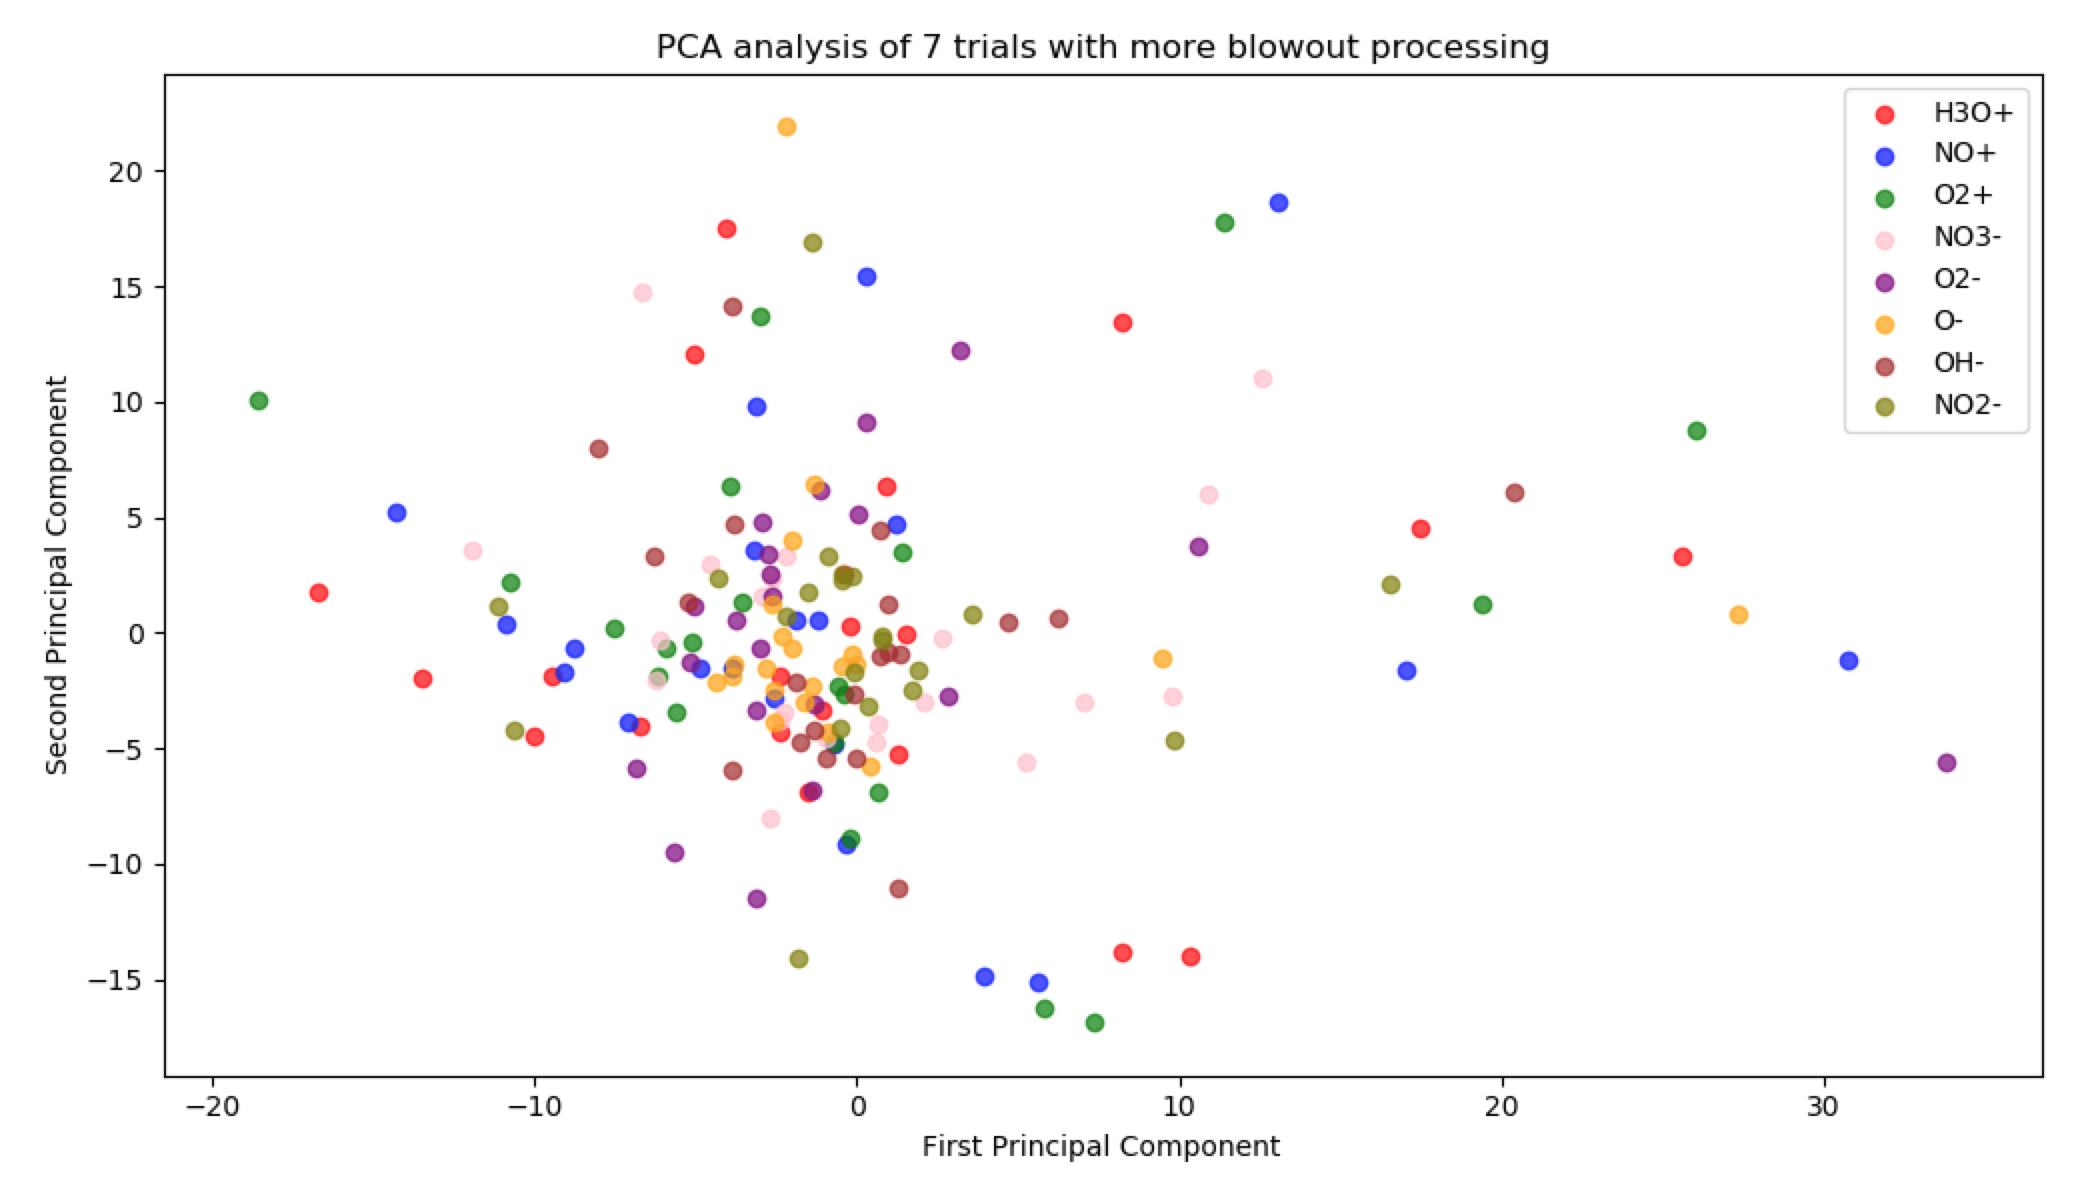 PCA analysis of 7 trials with more blowout processing
H3O+
NO+
O2+
NO3-
O2-
O-
OH-
NO2-
20
15
10
5
0
−5
−10
−15
Second Principal Component
−20 −10 0 10 20 30
First Principal Component